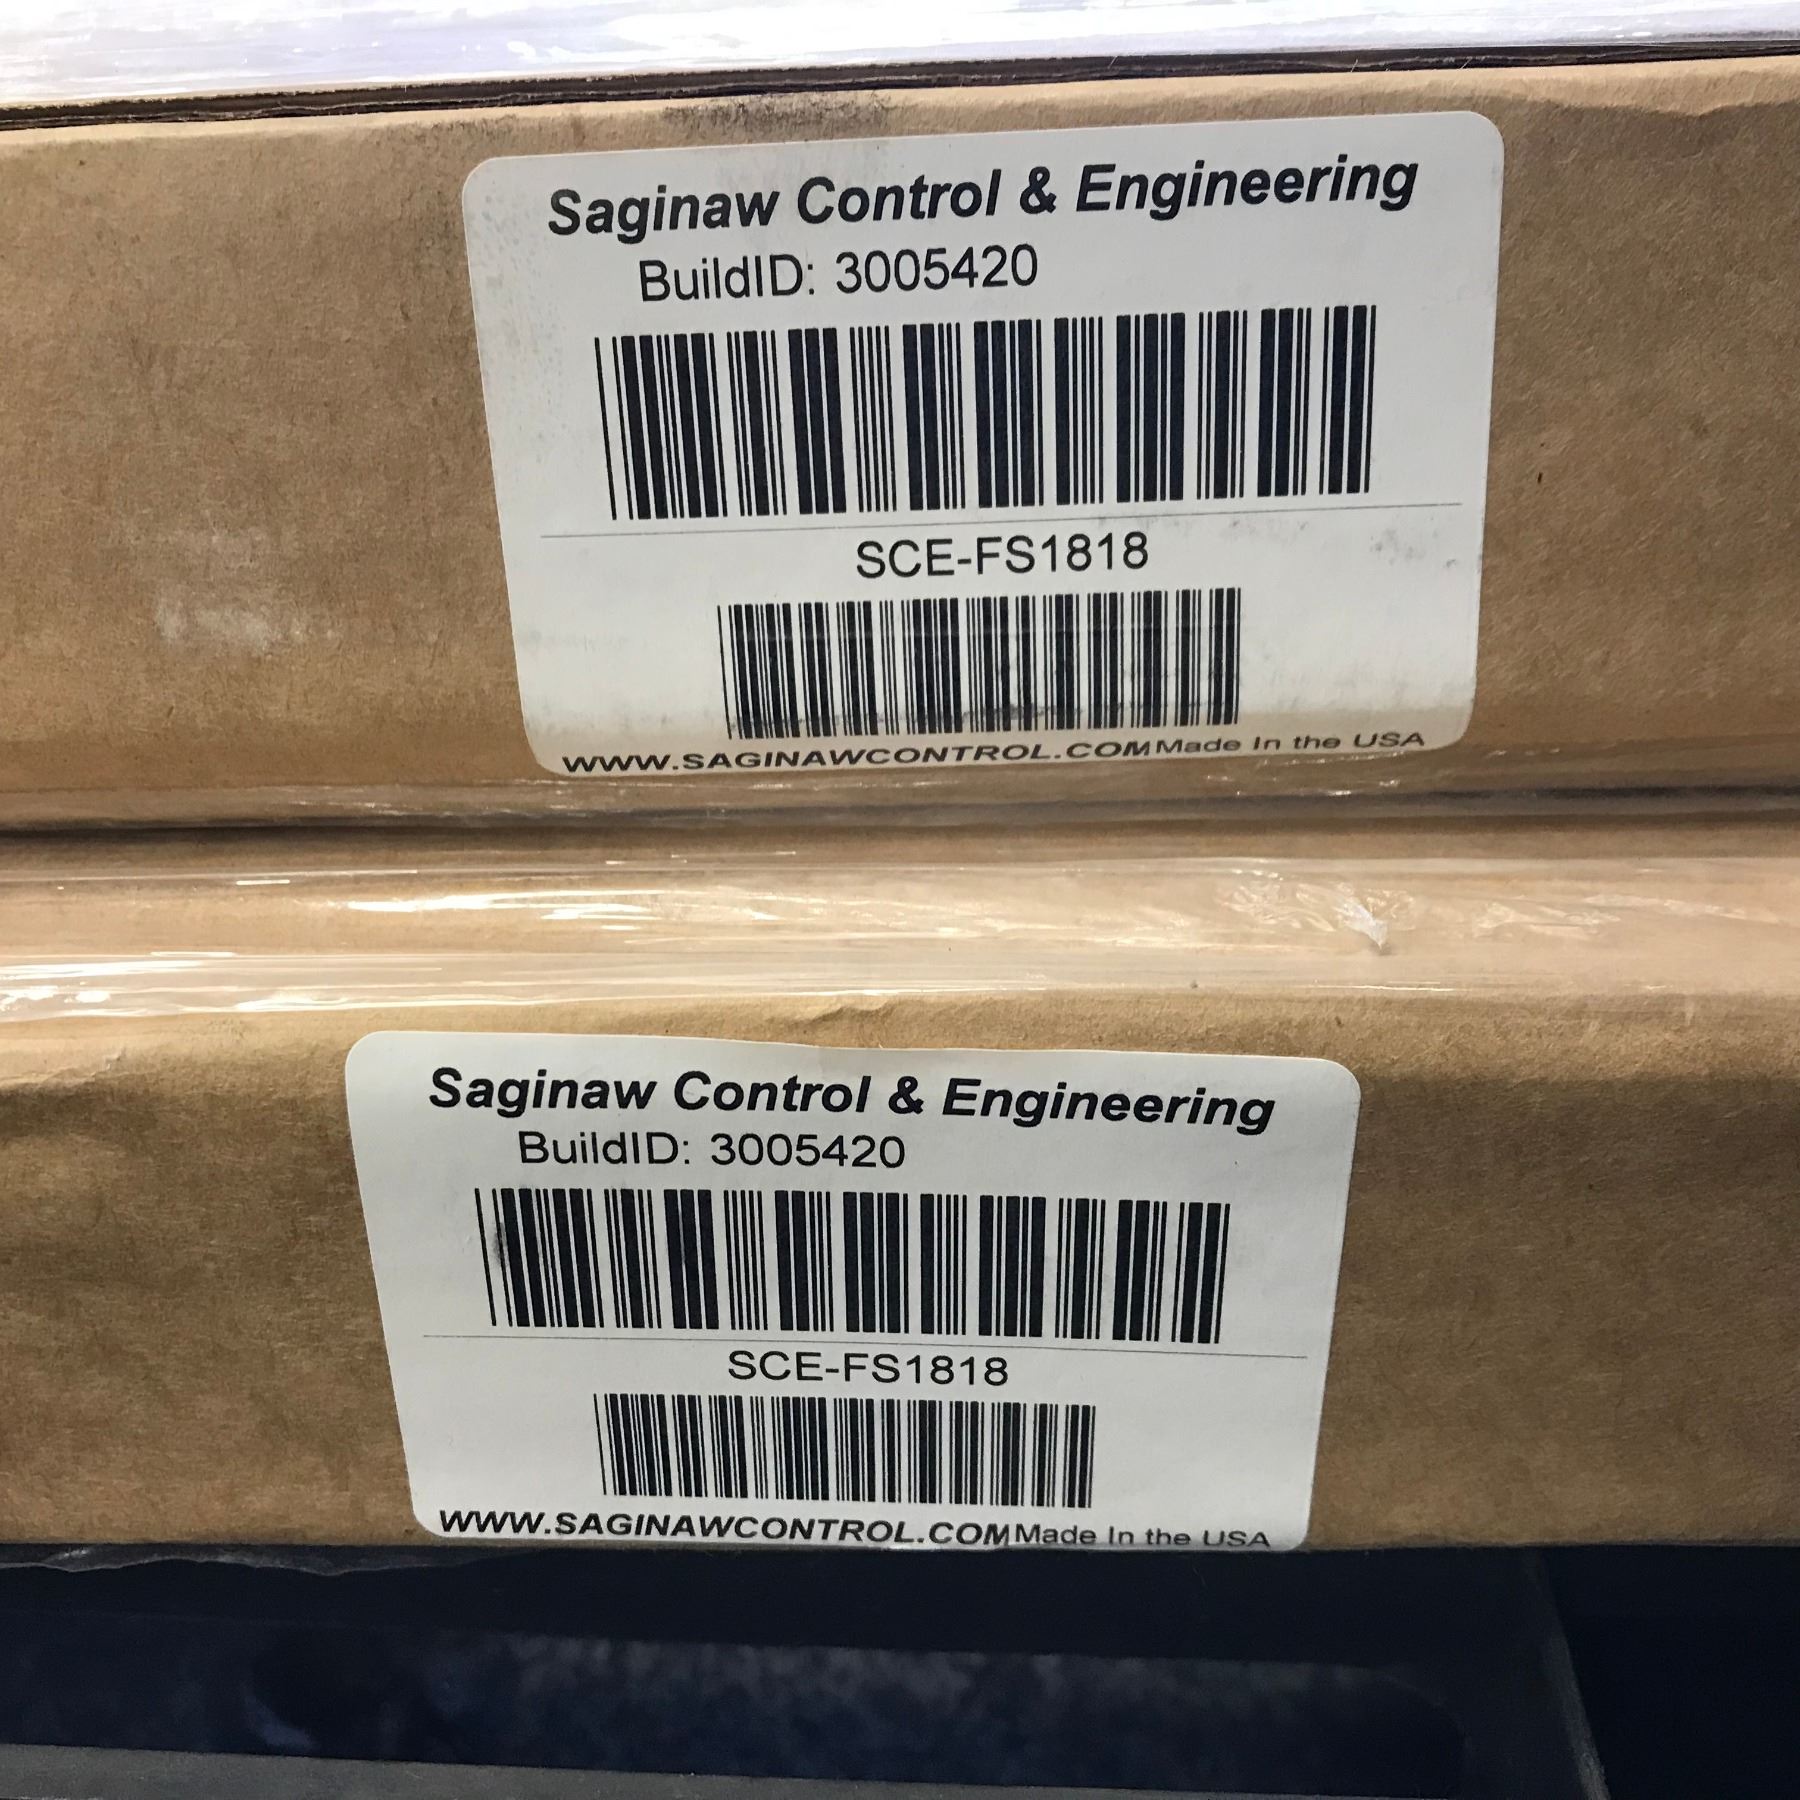 Saginaw Control & Engineering
BuildID: 3005420
SCE-FS1818
WWW.SAGINAWCONTROL.COM Made In the USA
Saginaw Control & Engineering
BuildID: 3005420
SCE-FS1818
WWW.SAGINAWCONTROL.COM Made In the USA